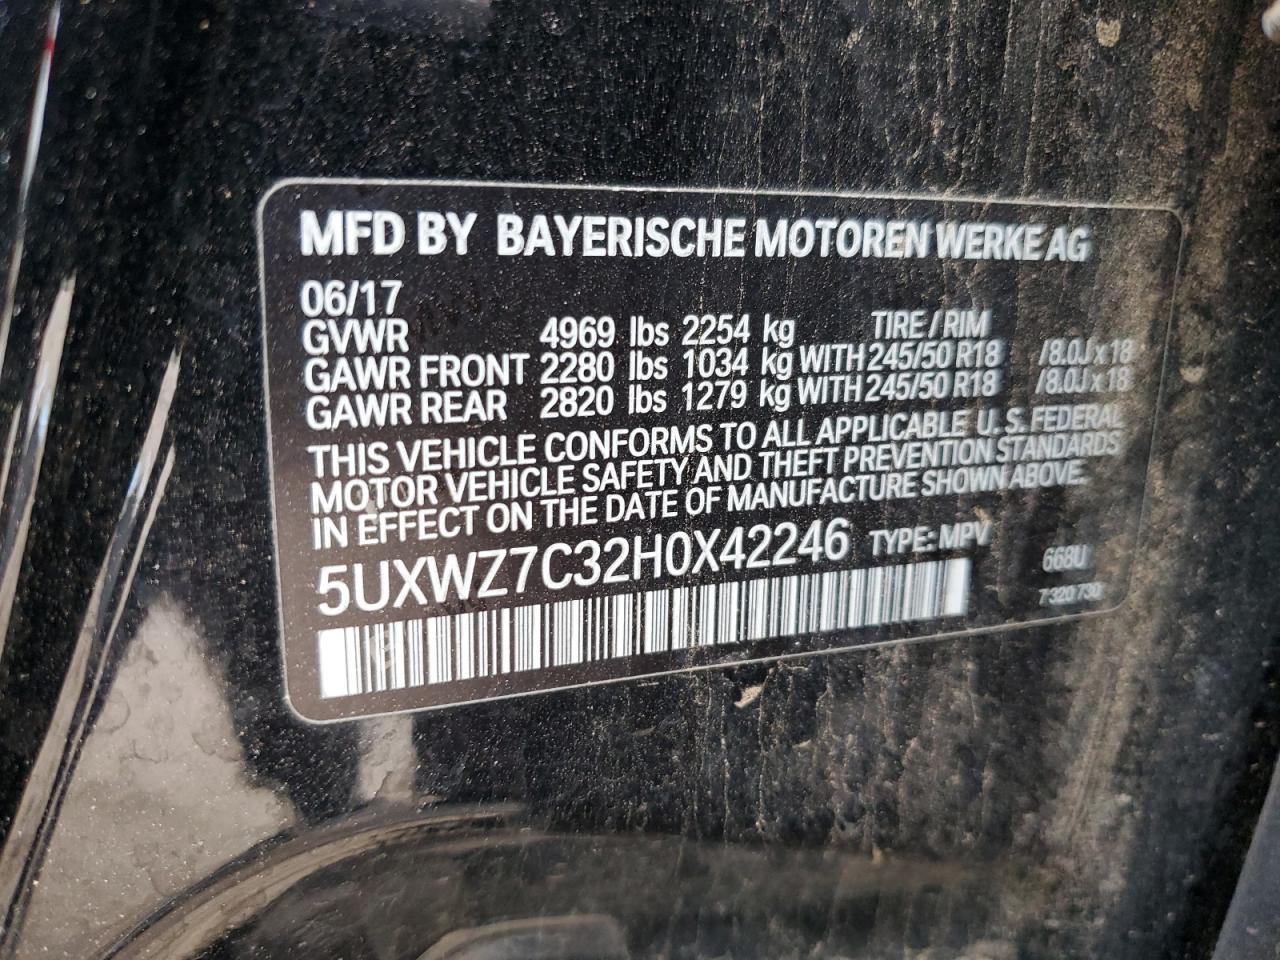 MFD BY BAYERISCHE MOTOREN WERKE AG
06/17
GVWR 4969 lbs 2254 kg TIRE/RIM
GAWR FRONT 2280 lbs 1034 kg WITH 245/50 R18 /8.0J x 18
GAWR REAR 2820 lbs 1279 kg WITH 245/50 R18 /8.0J x 18
THIS VEHICLE CONFORMS TO ALL APPLICABLE U.S. FEDERAL
MOTOR VEHICLE SAFETY AND THEFT PREVENTION STANDARDS
IN EFFECT ON THE DATE OF MANUFACTURE SHOWN ABOVE.
5UXWZ7C32H0X42246 TYPE: MPV
668U
7 320 730